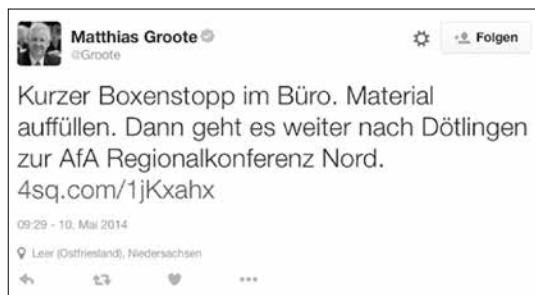 Matthias Groote
@Groote
Folgen
Kurzer Boxenstopp im Büro. Material
auffüllen. Dann geht es weiter nach Dötlingen
zur AfA Regionalkonferenz Nord.
4sq.com/1jKxahx
09:29 - 10. Mai 2014
Leer (Ostfriesland), Niedersachsen